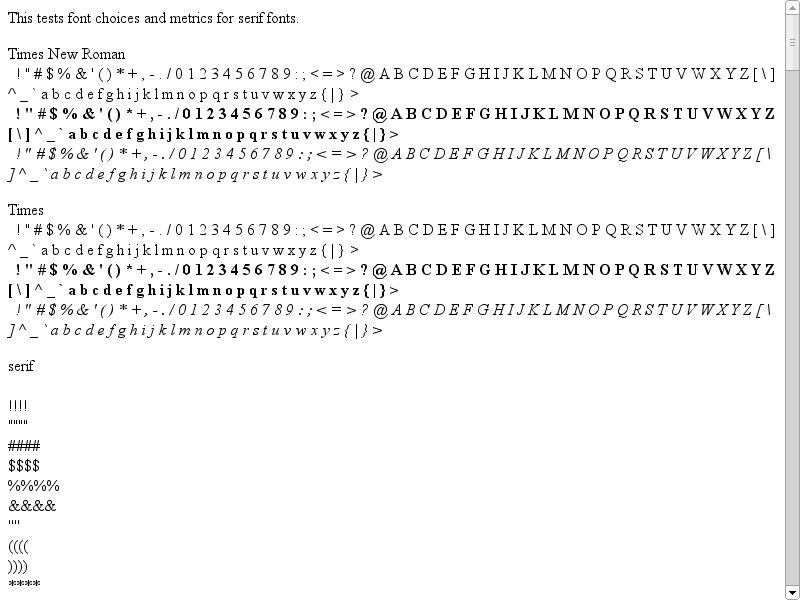 This tests font choices and metrics for serif fonts.
Times New Roman
! " # $ % & ' ( ) * + , - . / 0 1 2 3 4 5 6 7 8 9 : ; < = > ? @ A B C D E F G H I J K L M N O P Q R S T U V W X Y Z [ \ ]
^ _ ` a b c d e f g h i j k l m n o p q r s t u v w x y z { | } >
! " # $ % & ' ( ) * + , - . / 0 1 2 3 4 5 6 7 8 9 : ; < = > ? @ A B C D E F G H I J K L M N O P Q R S T U V W X Y Z
[ \ ] ^ _ ` a b c d e f g h i j k l m n o p q r s t u v w x y z { | } >
! " # $ % & ' ( ) * + , - . / 0 1 2 3 4 5 6 7 8 9 : ; < = > ? @ A B C D E F G H I J K L M N O P Q R S T U V W X Y Z [ \
] ^ _ ` a b c d e f g h i j k l m n o p q r s t u v w x y z { | } >
Times
! " # $ % & ' ( ) * + , - . / 0 1 2 3 4 5 6 7 8 9 : ; < = > ? @ A B C D E F G H I J K L M N O P Q R S T U V W X Y Z [ \ ]
^ _ ` a b c d e f g h i j k l m n o p q r s t u v w x y z { | } >
! " # $ % & ' ( ) * + , - . / 0 1 2 3 4 5 6 7 8 9 : ; < = > ? @ A B C D E F G H I J K L M N O P Q R S T U V W X Y Z
[ \ ] ^ _ ` a b c d e f g h i j k l m n o p q r s t u v w x y z { | } >
! " # $ % & ' ( ) * + , - . / 0 1 2 3 4 5 6 7 8 9 : ; < = > ? @ A B C D E F G H I J K L M N O P Q R S T U V W X Y Z [ \
] ^ _ ` a b c d e f g h i j k l m n o p q r s t u v w x y z { | } >
serif
!!!!
""""
####
$$$$
%%%%
&&&&
''''
((((
))))
****